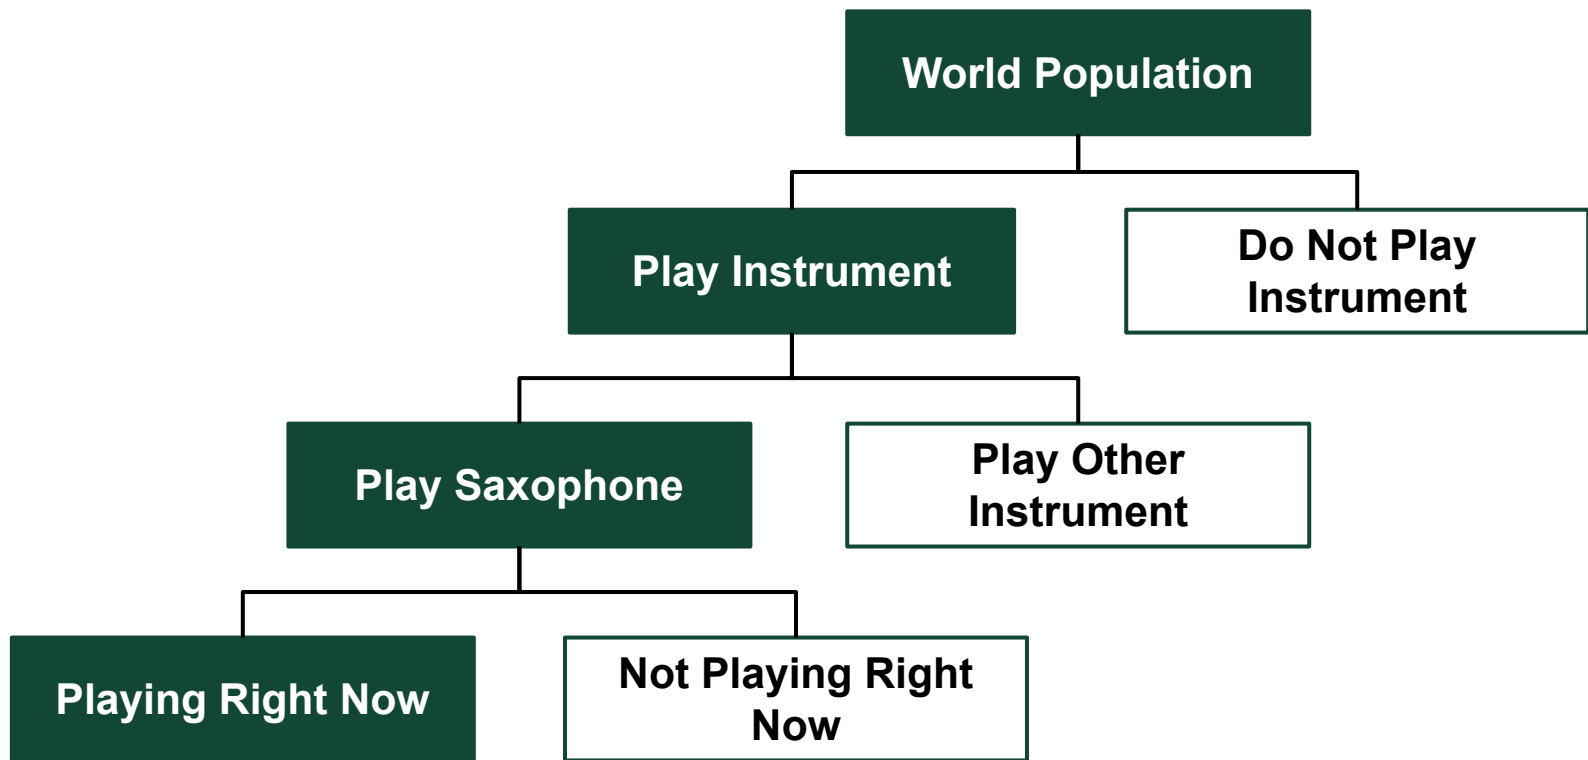 World Population
Play Instrument
Do Not Play
Instrument
Play Saxophone
Play Other
Instrument
Playing Right Now
Not Playing Right
Now